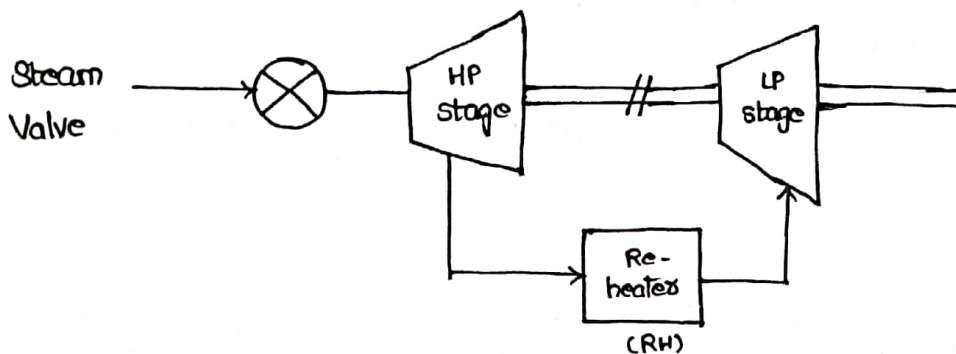 Steam
Valve
HP
stage
LP
stage
Re-
heater
(RH)